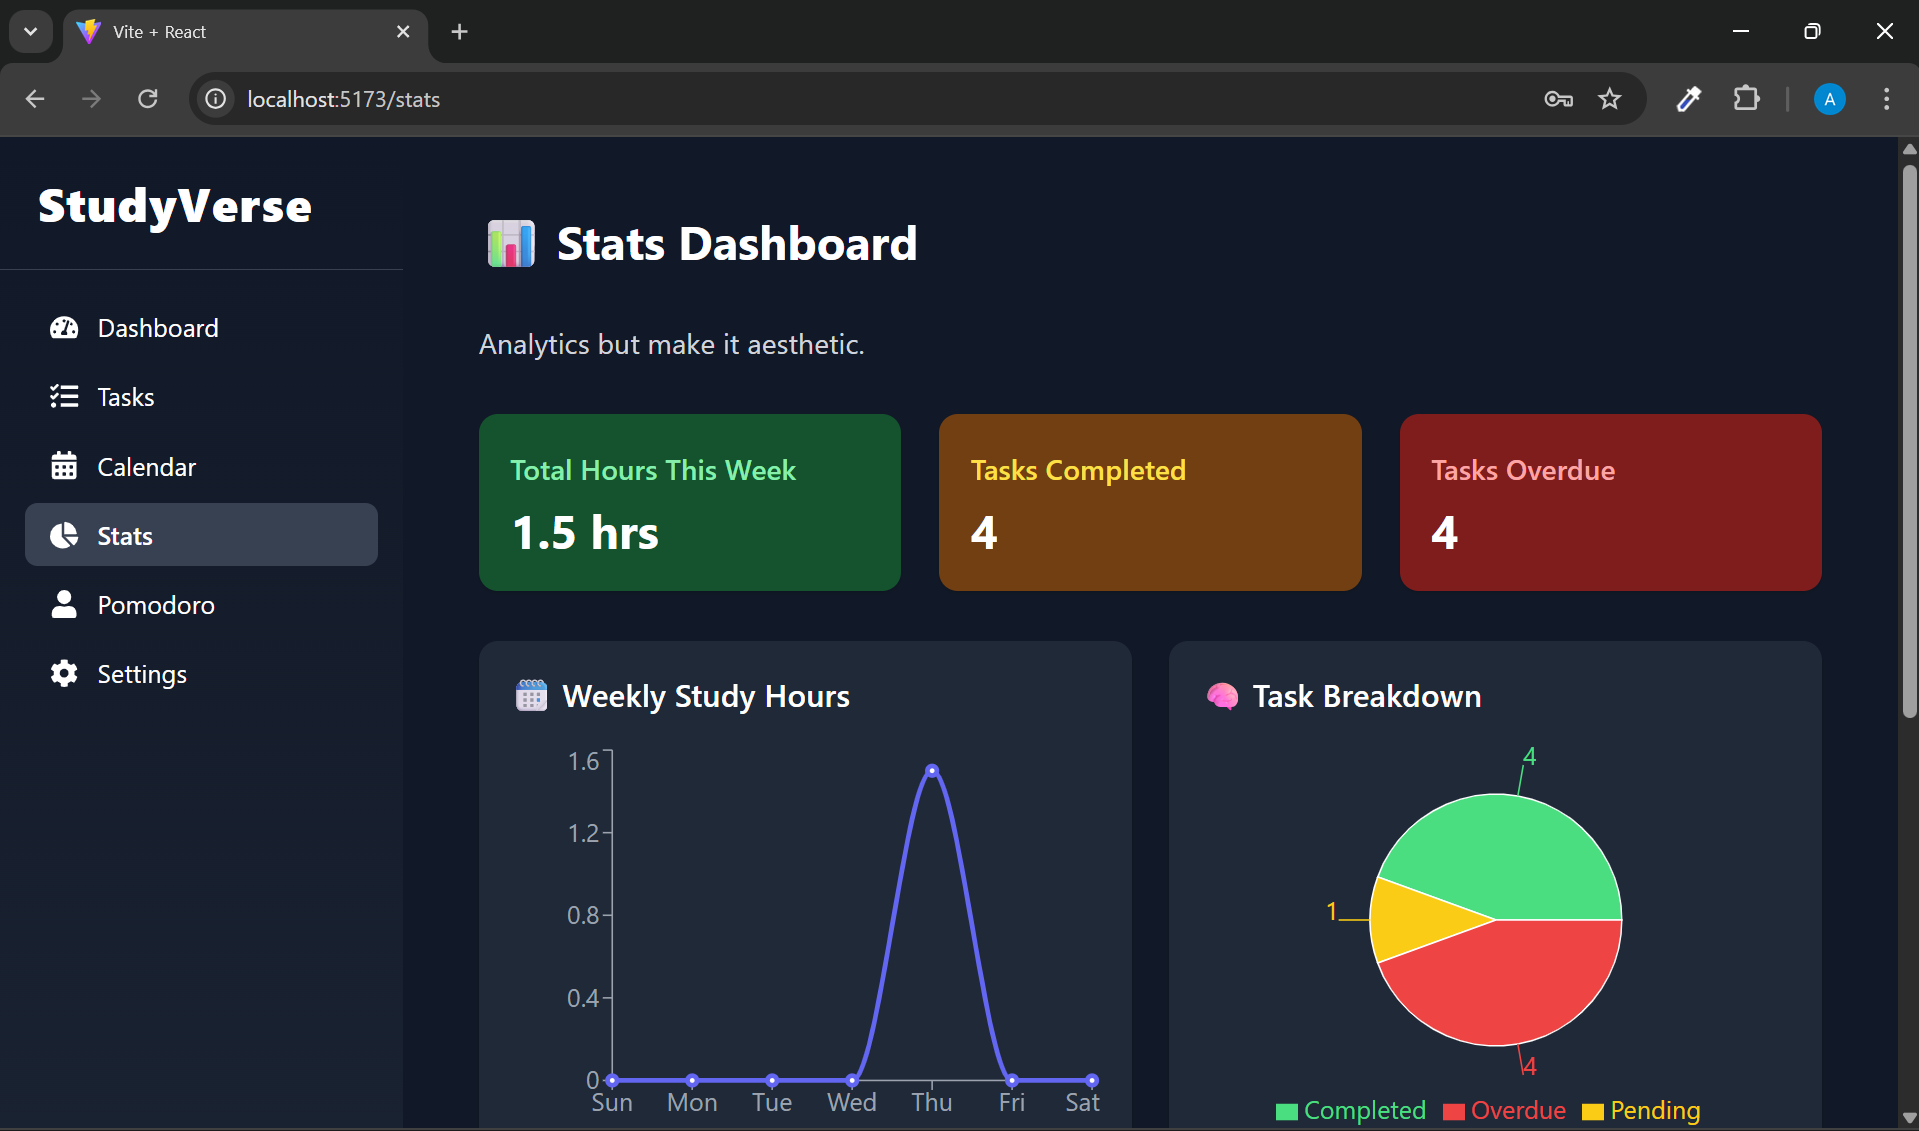 Vite + React
localhost:5173/stats
A
StudyVerse
Dashboard
Tasks
Calendar
Stats
Pomodoro
Settings
Stats Dashboard
Analytics but make it aesthetic.
Total Hours This Week
1.5 hrs
Tasks Completed
4
Tasks Overdue
4
Weekly Study Hours
1.6
1.2
0.8
0.4
0
Sun Mon Tue Wed Thu Fri Sat
Task Breakdown
4
1
4
Completed Overdue Pending